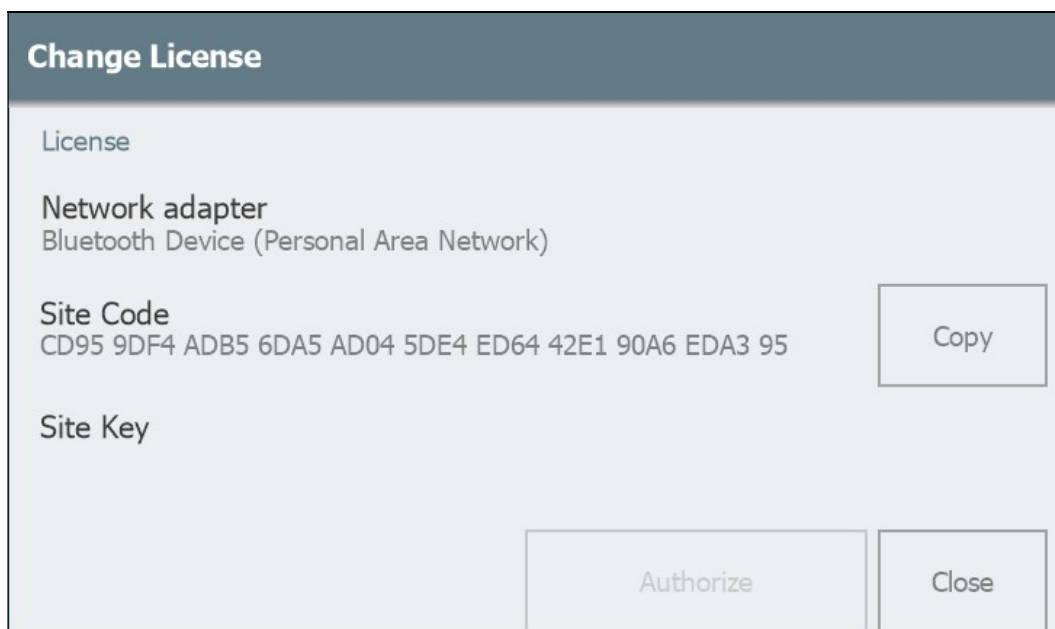 Change License
License
Network adapter
Bluetooth Device (Personal Area Network)
Site Code
CD95 9DF4 ADB5 6DA5 AD04 5DE4 ED64 42E1 90A6 EDA3 95
Copy
Site Key
Authorize
Close